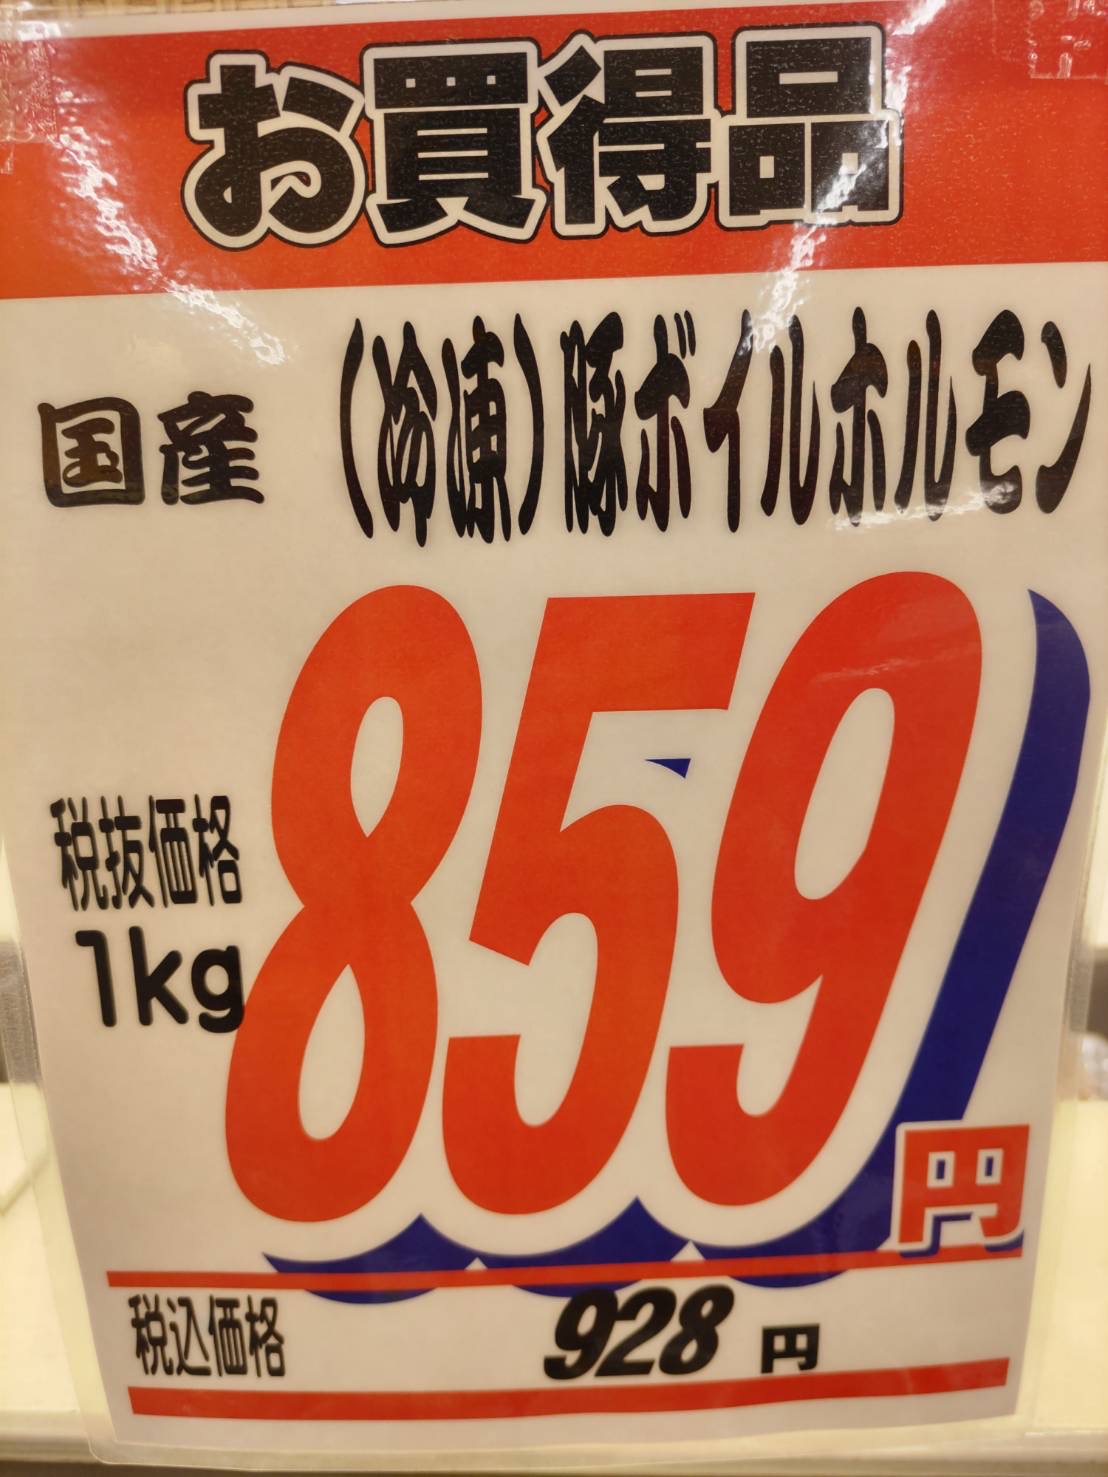 お買得品
国産 (冷凍)豚ボイルホルモン
税抜価格
1kg
859円
税込価格 928円